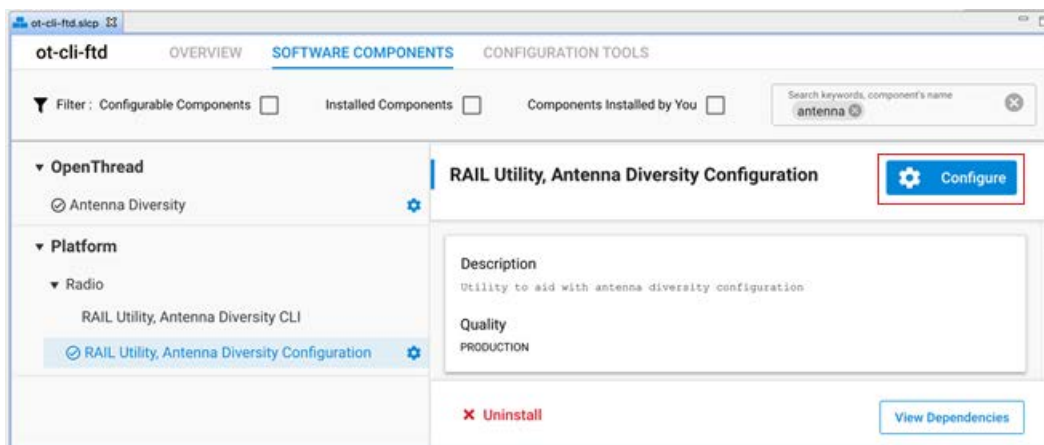 ot-cli-ftd.slcp
ot-cli-ftd OVERVIEW SOFTWARE COMPONENTS CONFIGURATION TOOLS
Filter : Configurable Components Installed Components Components Installed by You
Search keywords, component's name
antenna
OpenThread
Antenna Diversity
Platform
Radio
RAIL Utility, Antenna Diversity CLI
RAIL Utility, Antenna Diversity Configuration
RAIL Utility, Antenna Diversity Configuration
Configure
Description
Utility to aid with antenna diversity configuration
Quality
PRODUCTION
Uninstall
View Dependencies